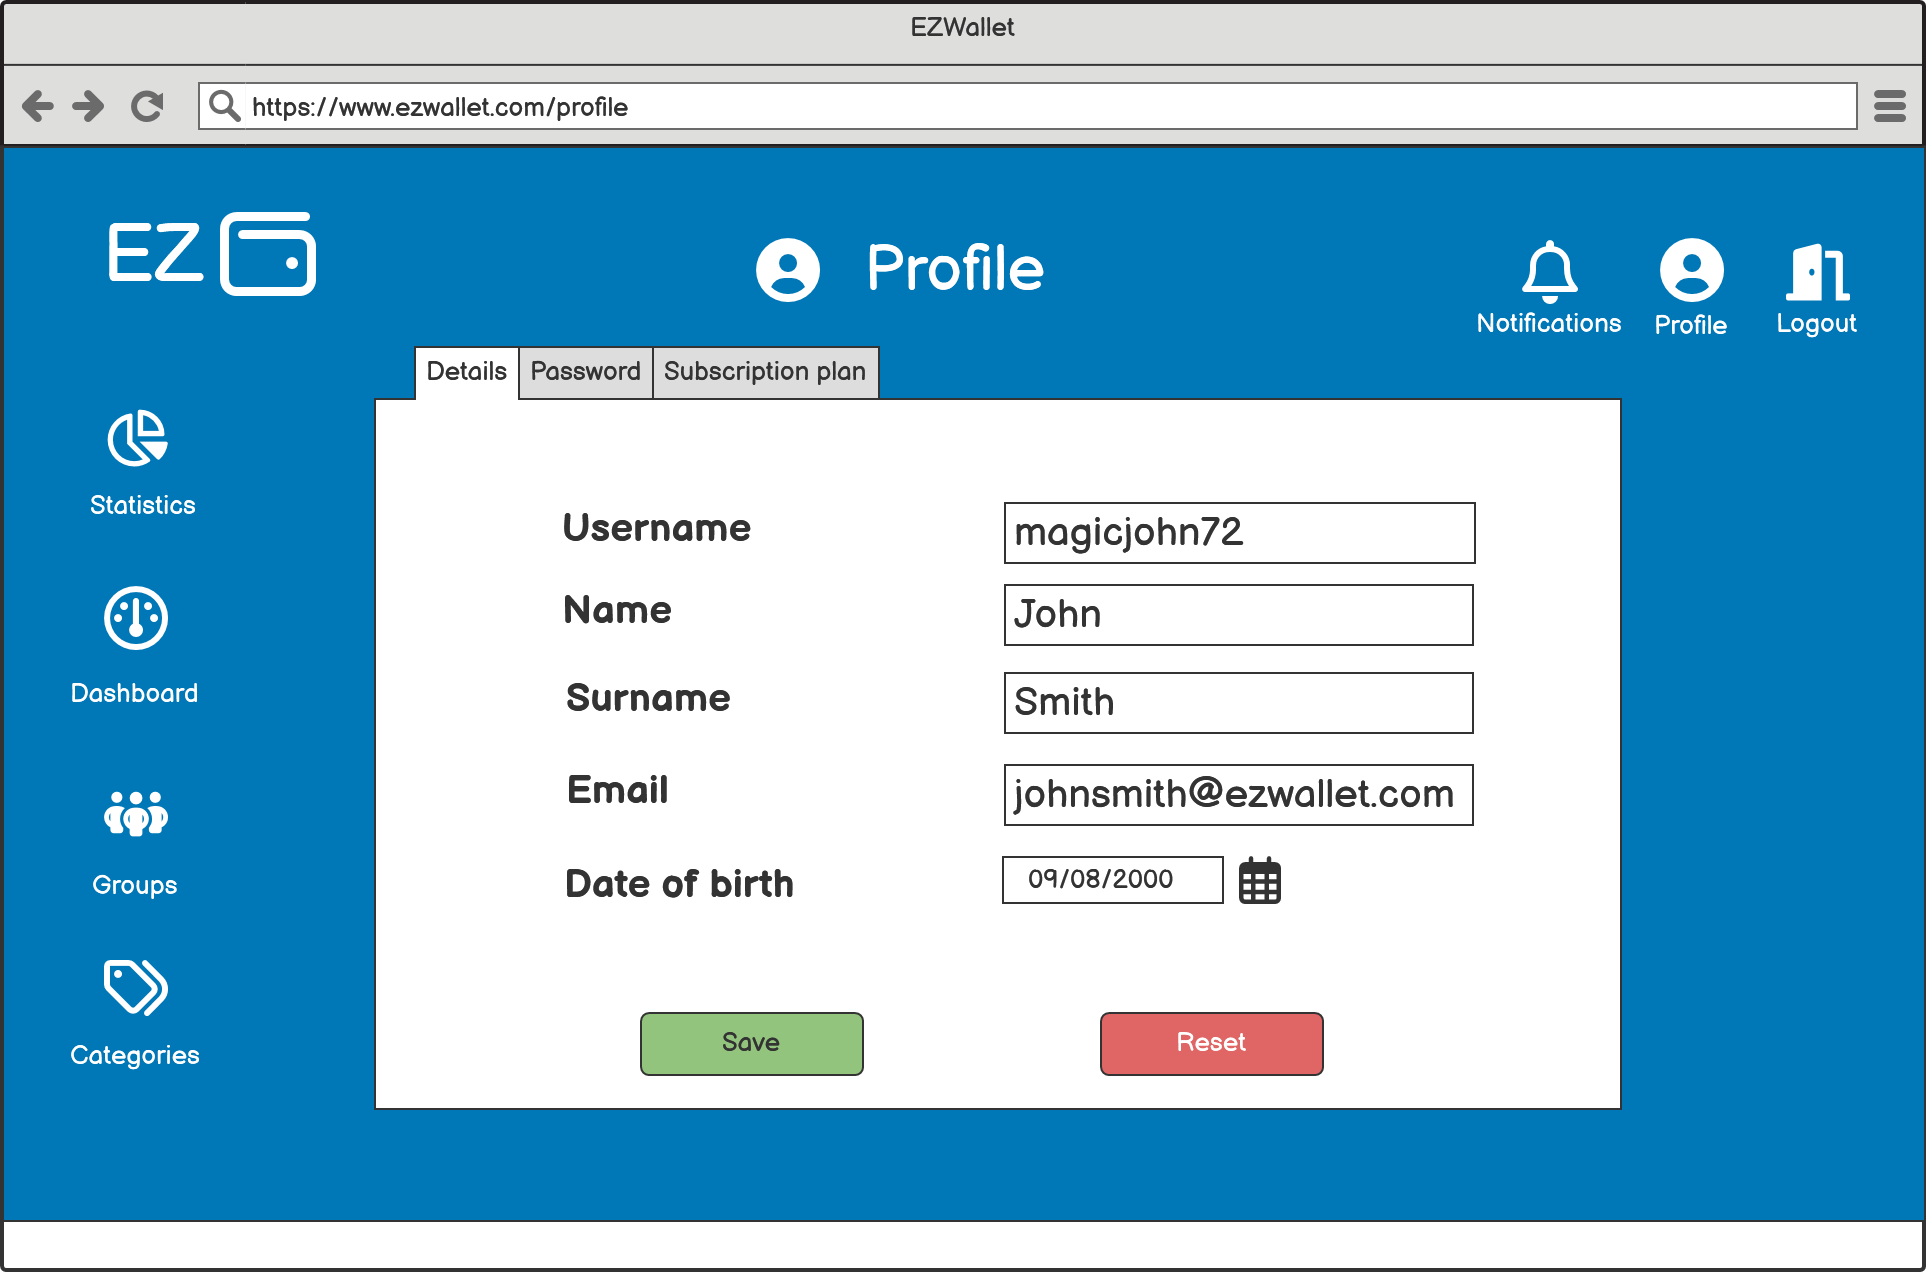 EZWallet
https://www.ezwallet.com/profile
EZ
Profile
Notifications
Profile
Logout
Details
Password
Subscription plan
Statistics
Dashboard
Groups
Categories
Username
magicjohn72
Name
John
Surname
Smith
Email
johnsmith@ezwallet.com
Date of birth
09/08/2000
Save
Reset